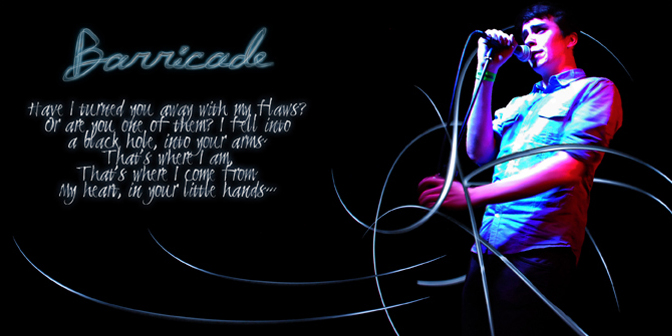 Barricade
Have I turned you away with my flaws?
Or are you one of them? I fell into
a black hole, into your arms.
That's where I am,
That's where I come from.
My heart, in your little hands...